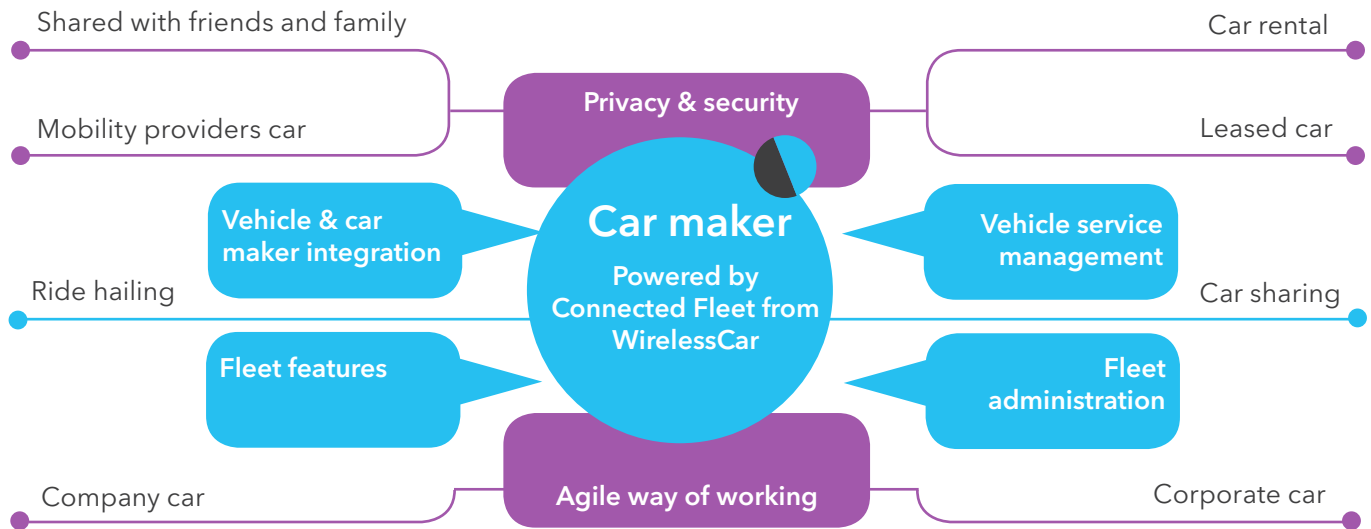 Shared with friends and family
Car rental
Privacy & security
Mobility providers car
Leased car
Car maker
Vehicle & car
maker integration
Vehicle service
management
Powered by
Connected Fleet from
WirelessCar
Ride hailing
Car sharing
Fleet features
Fleet
administration
Company car
Agile way of working
Corporate car